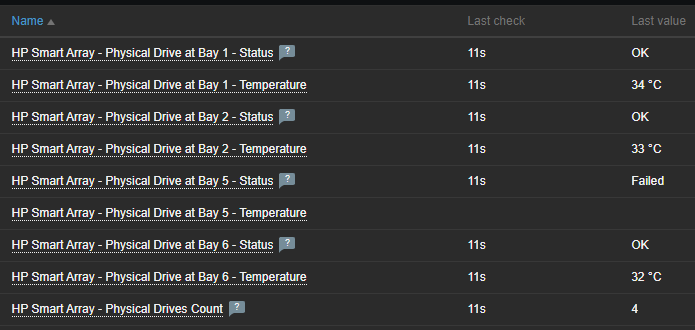 Name Last check Last value
HP Smart Array - Physical Drive at Bay 1 - Status ? 11s OK
HP Smart Array - Physical Drive at Bay 1 - Temperature 11s 34 °C
HP Smart Array - Physical Drive at Bay 2 - Status ? 11s OK
HP Smart Array - Physical Drive at Bay 2 - Temperature 11s 33 °C
HP Smart Array - Physical Drive at Bay 5 - Status ? 11s Failed
HP Smart Array - Physical Drive at Bay 5 - Temperature
HP Smart Array - Physical Drive at Bay 6 - Status ? 11s OK
HP Smart Array - Physical Drive at Bay 6 - Temperature 11s 32 °C
HP Smart Array - Physical Drives Count ? 11s 4